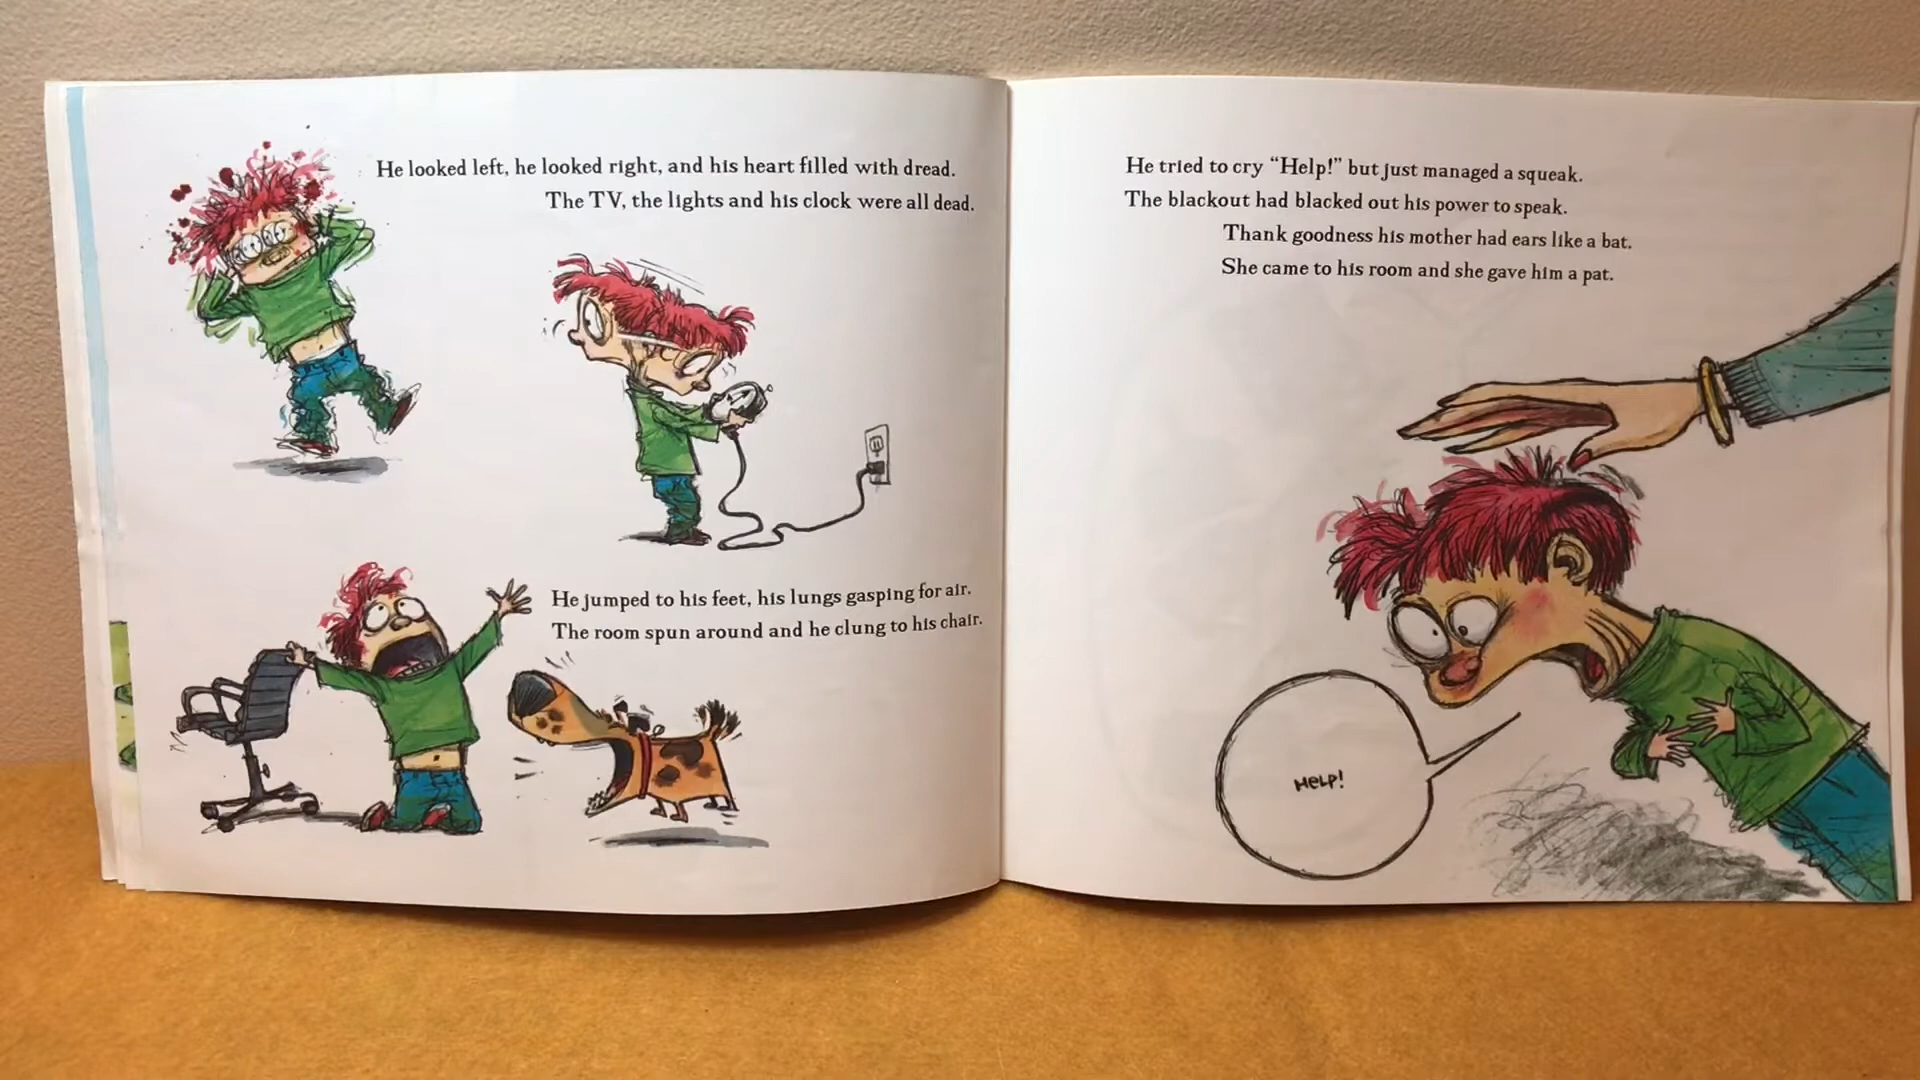 He looked left, he looked right, and his heart filled with dread.
The TV, the lights and his clock were all dead.
He jumped to his feet, his lungs gasping for air.
The room spun around and he clung to his chair.
He tried to cry “Help!” but just managed a squeak.
The blackout had blacked out his power to speak.
Thank goodness his mother had ears like a bat.
She came to his room and she gave him a pat.
HELP!